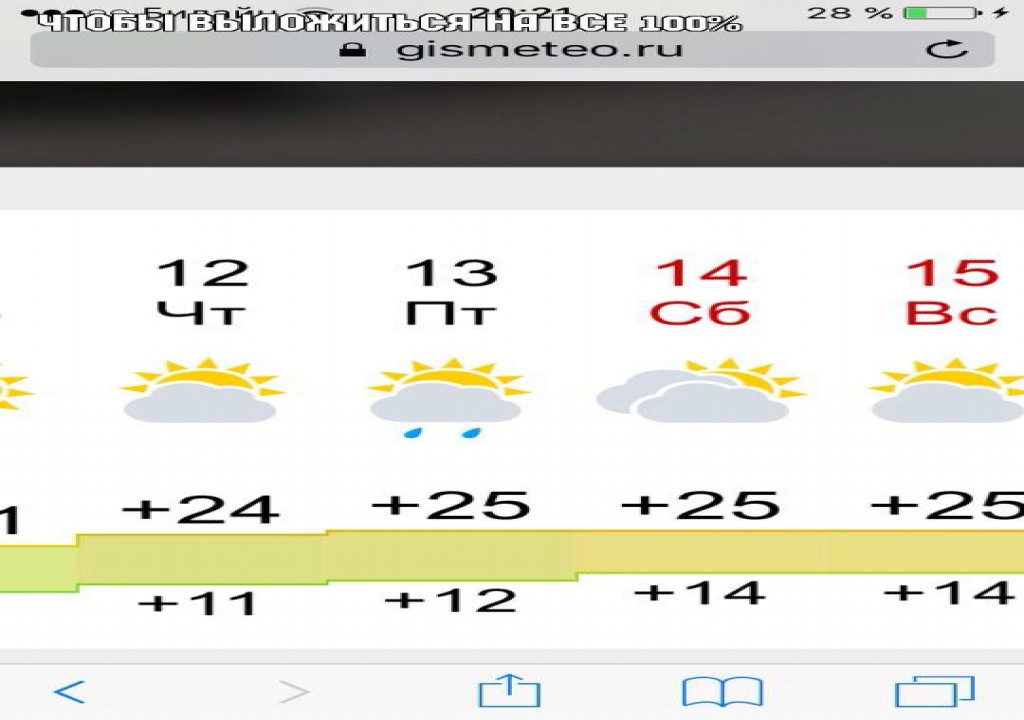 ЧТОБЫ ВЫЛОЖИТЬСЯ НА ВСЕ 100%
28 %
gismeteo.ru
12 13 14 15
Чт Пт Сб Вс
1 +24 +25 +25 +25
+11 +12 +14 +14